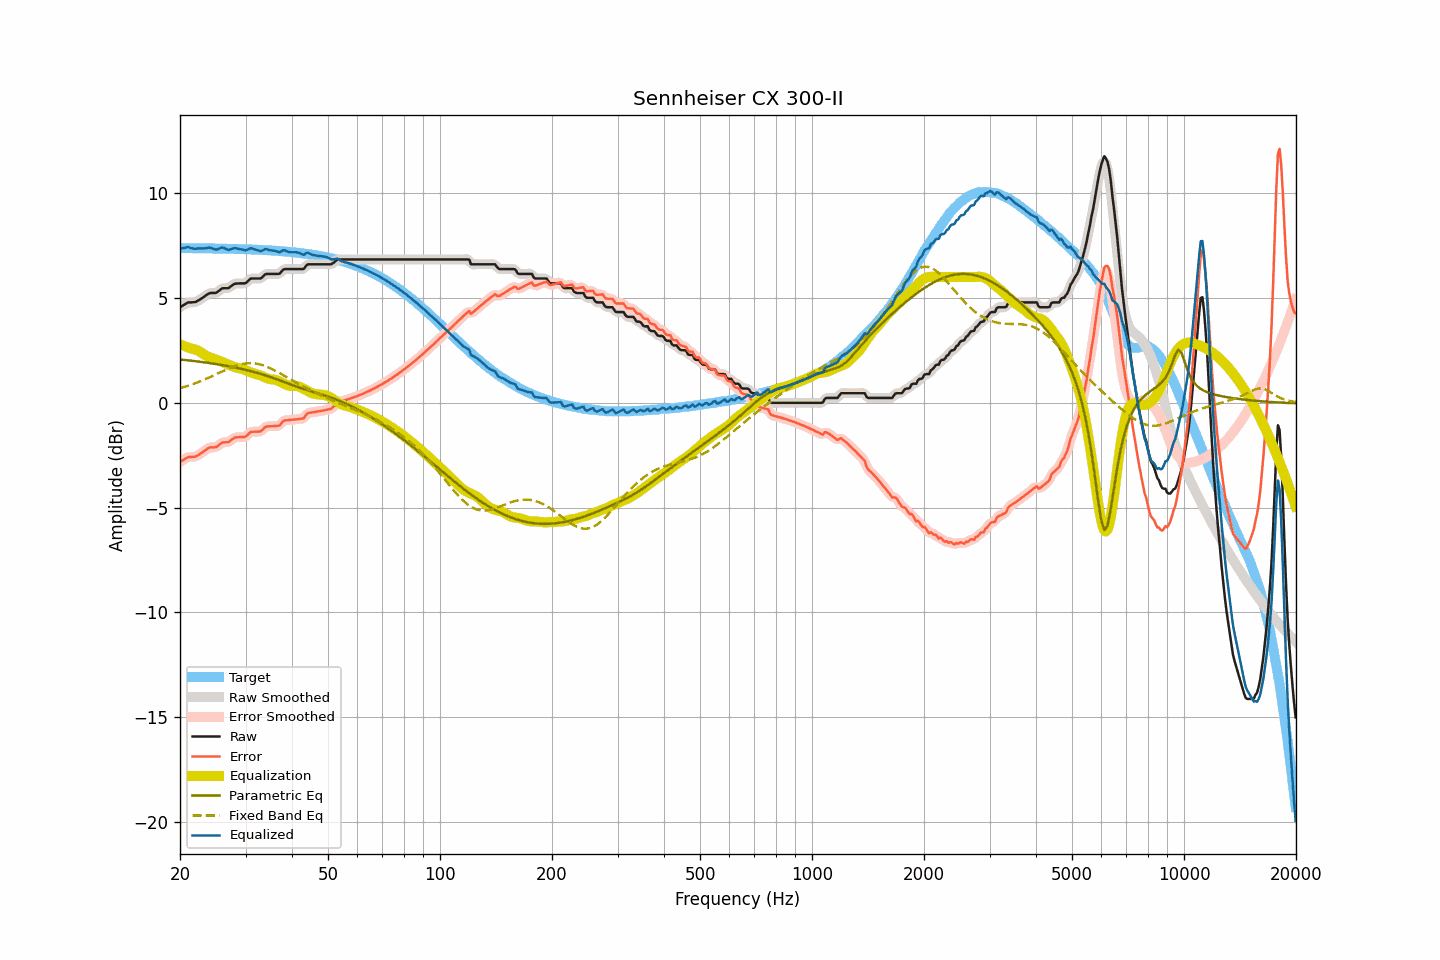 Sennheiser CX 300-II
Amplitude (dBr)
10
5
0
−5
−10
−15
−20
Target
Raw Smoothed
Error Smoothed
Raw
Error
Equalization
Parametric Eq
Fixed Band Eq
Equalized
20 50 100 200 500 1000 2000 5000 10000 20000
Frequency (Hz)